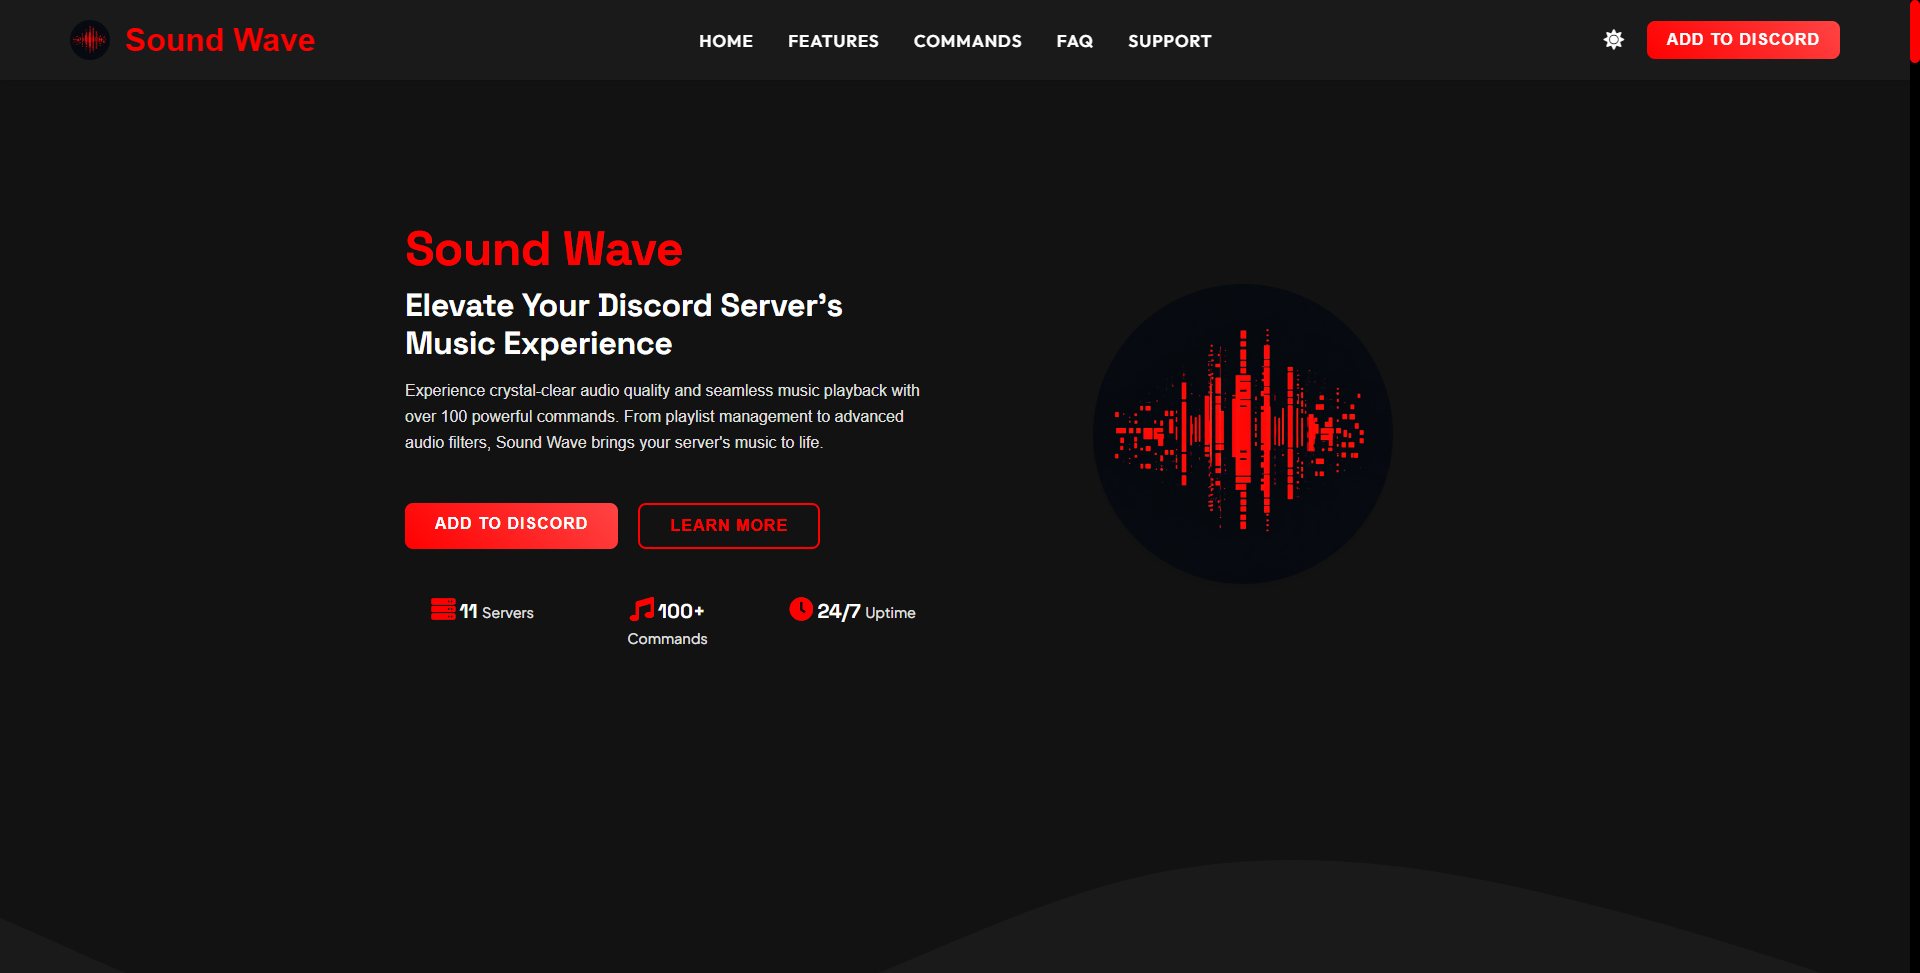 Sound Wave
HOME FEATURES COMMANDS FAQ SUPPORT
ADD TO DISCORD
Sound Wave
Elevate Your Discord Server's
Music Experience
Experience crystal-clear audio quality and seamless music playback with
over 100 powerful commands. From playlist management to advanced
audio filters, Sound Wave brings your server's music to life.
ADD TO DISCORD
LEARN MORE
11 Servers
100+
Commands
24/7 Uptime